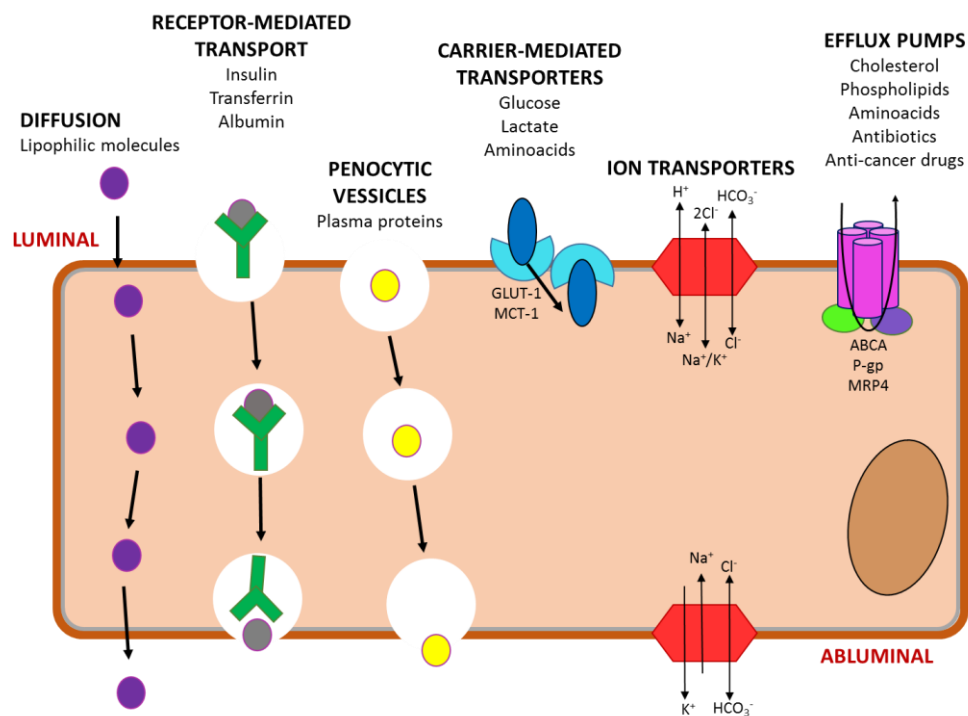 DIFFUSION
Lipophilic molecules
LUMINAL
RECEPTOR-MEDIATED
TRANSPORT
Insulin
Transferrin
Albumin
PENOCYTIC
VESSICLES
Plasma proteins
CARRIER-MEDIATED
TRANSPORTERS
Glucose
Lactate
Aminoacids
GLUT-1
MCT-1
ION TRANSPORTERS
H⁺
2Cl⁻
HCO₃⁻
Na⁺
Na⁺/K⁺
Cl⁻
EFFLUX PUMPS
Cholesterol
Phospholipids
Aminoacids
Antibiotics
Anti-cancer drugs
ABCA
P-gp
MRP4
Na⁺
Cl⁻
K⁺
HCO₃⁻
ABLUMINAL